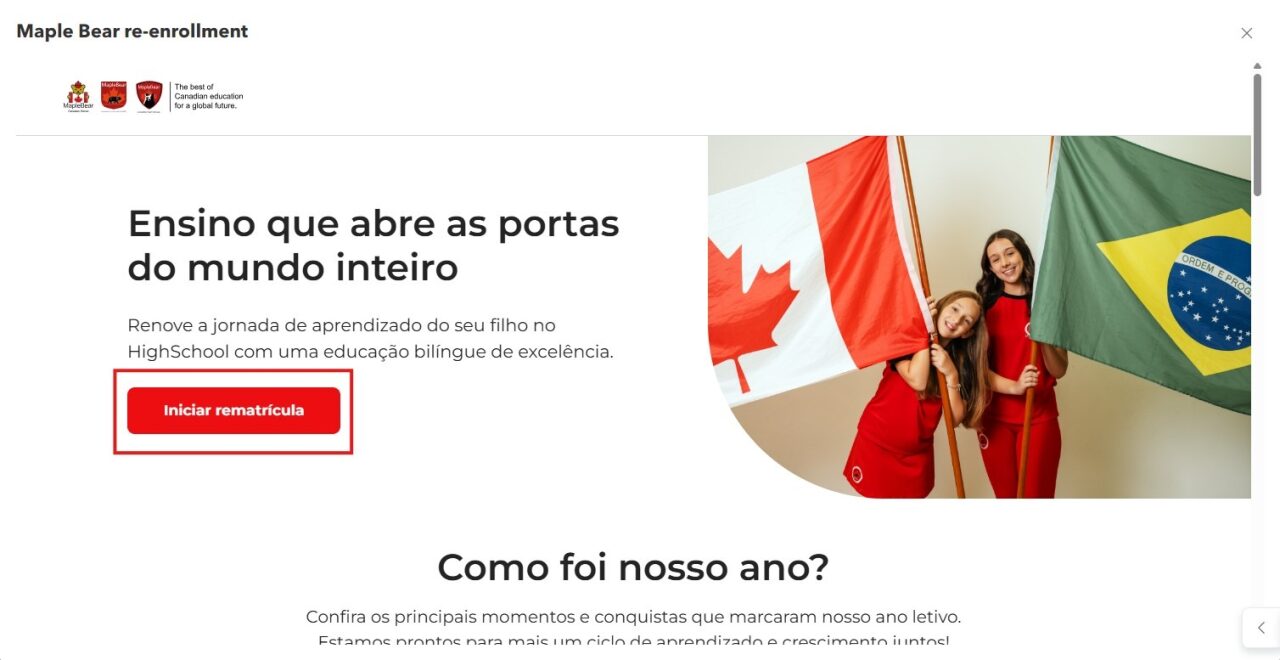 Maple Bear re-enrollment
MapleBear
MapleBear
MapleBear
The best of
Canadian education
for a global future.
Ensino que abre as portas
do mundo inteiro
Renove a jornada de aprendizado do seu filho no
HighSchool com uma educação bilíngue de excelência.
Iniciar rematrícula
ORDEM E PROG
Como foi nosso ano?
Confira os principais momentos e conquistas que marcaram nosso ano letivo.
Estamos prontos para mais um ciclo de aprendizado e crescimento juntos!